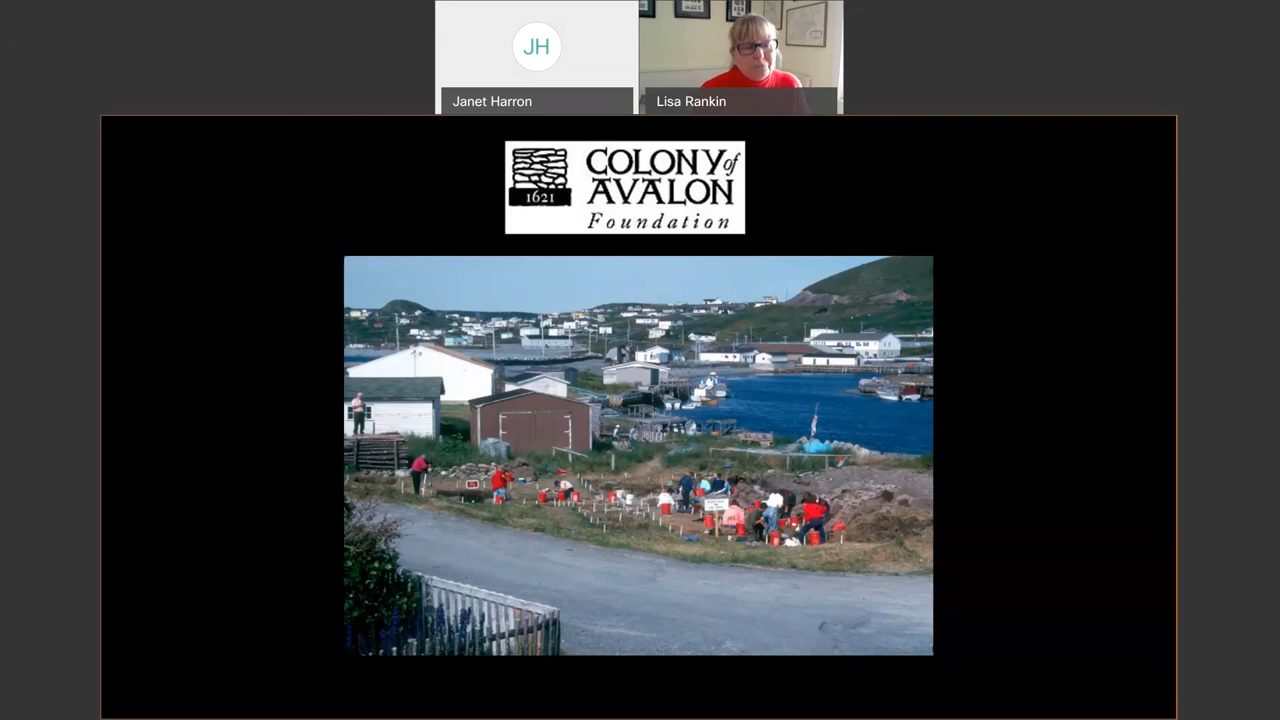 JH
Janet Harron
Lisa Rankin
COLONY of
AVALON
1621
Foundation